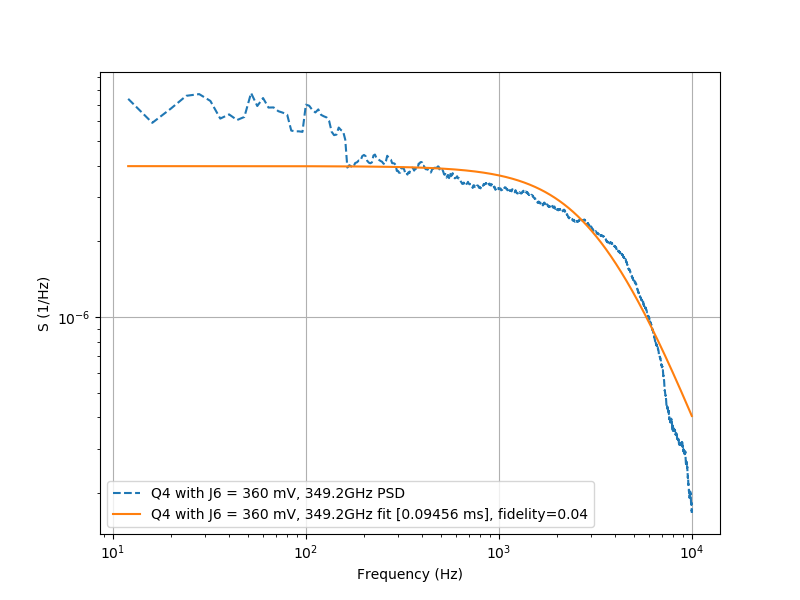 S (1/Hz)
10⁻⁶
Q4 with J6 = 360 mV, 349.2GHz PSD
Q4 with J6 = 360 mV, 349.2GHz fit [0.09456 ms], fidelity=0.04
10¹ 10² 10³ 10⁴
Frequency (Hz)